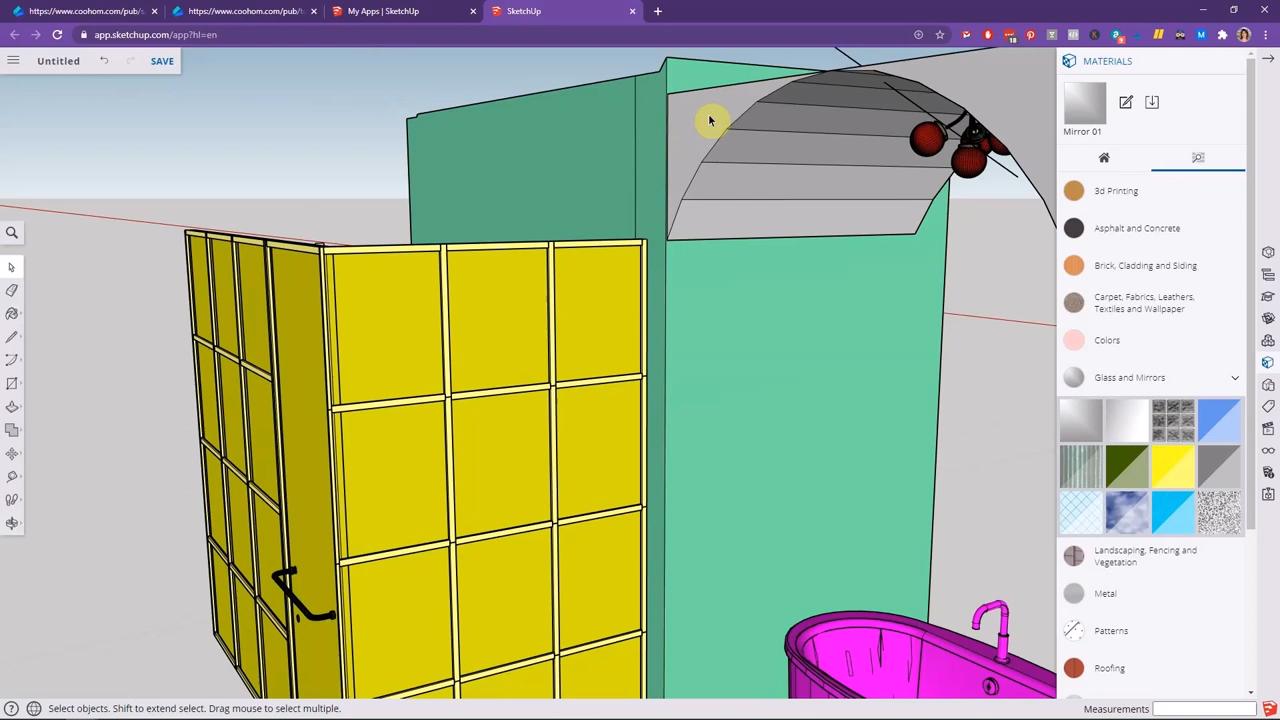 https://www.coohom.com/pub/s
https://www.coohom.com/pub/t
My Apps | SketchUp
SketchUp
app.sketchup.com/app?hl=en
Untitled
SAVE
MATERIALS
Mirror 01
3d Printing
Asphalt and Concrete
Brick, Cladding and Siding
Carpet, Fabrics, Leathers,
Textiles and Wallpaper
Colors
Glass and Mirrors
Landscaping, Fencing and
Vegetation
Metal
Patterns
Roofing
Select objects. Shift to extend select. Drag mouse to select multiple.
Measurements